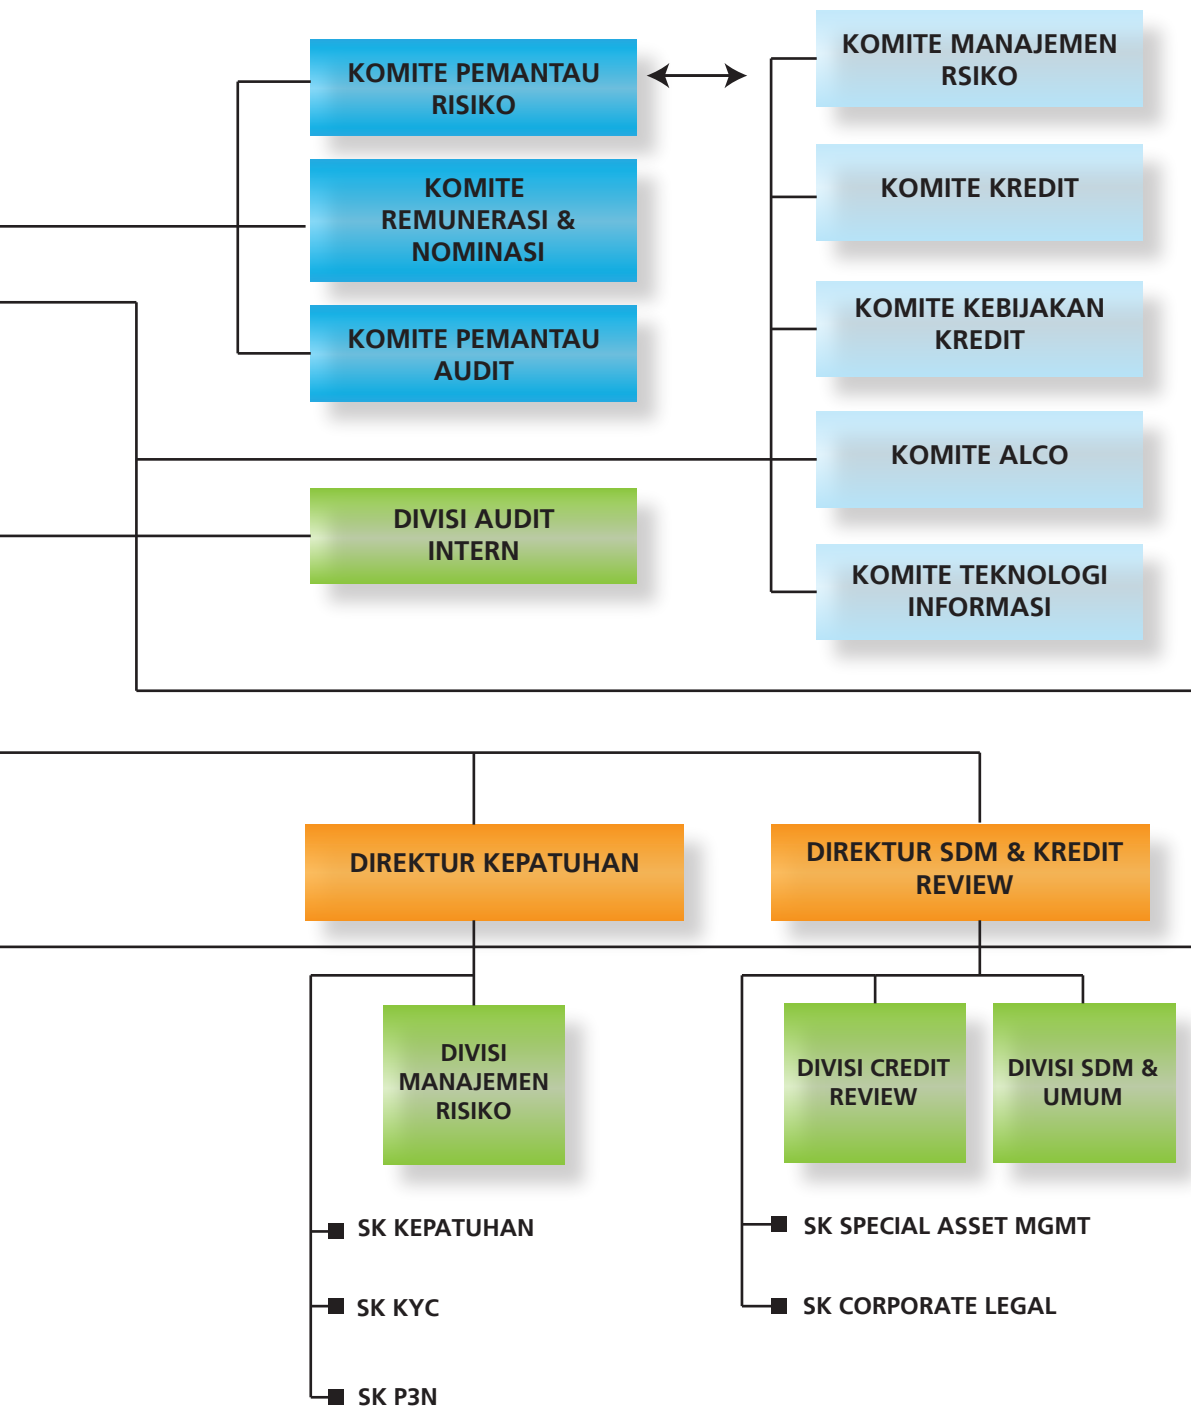 KOMITE PEMANTAU
RISIKO
KOMITE
REMUNERASI &
NOMINASI
KOMITE PEMANTAU
AUDIT
DIVISI AUDIT
INTERN
KOMITE MANAJEMEN
RSIKO
KOMITE KREDIT
KOMITE KEBIJAKAN
KREDIT
KOMITE ALCO
KOMITE TEKNOLOGI
INFORMASI
DIREKTUR KEPATUHAN
DIVISI
MANAJEMEN
RISIKO
SK KEPATUHAN
SK KYC
SK P3N
DIREKTUR SDM & KREDIT
REVIEW
DIVISI CREDIT
REVIEW
DIVISI SDM &
UMUM
SK SPECIAL ASSET MGMT
SK CORPORATE LEGAL